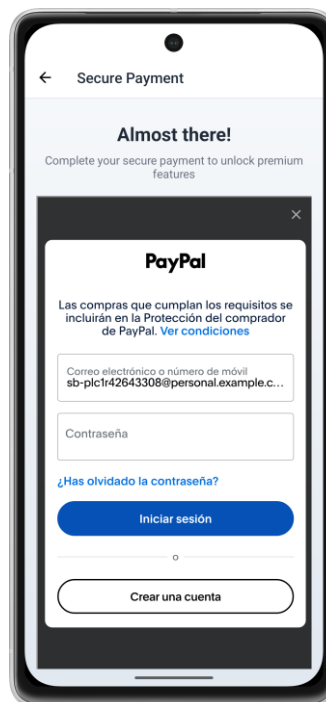 Secure Payment
Almost there!
Complete your secure payment to unlock premium
features
PayPal
Las compras que cumplan los requisitos se
incluirán en la Protección del comprador
de PayPal. Ver condiciones
Correo electrónico o número de móvil
sb-plc1r42643308@personal.example.c...
Contraseña
¿Has olvidado la contraseña?
Iniciar sesión
o
Crear una cuenta